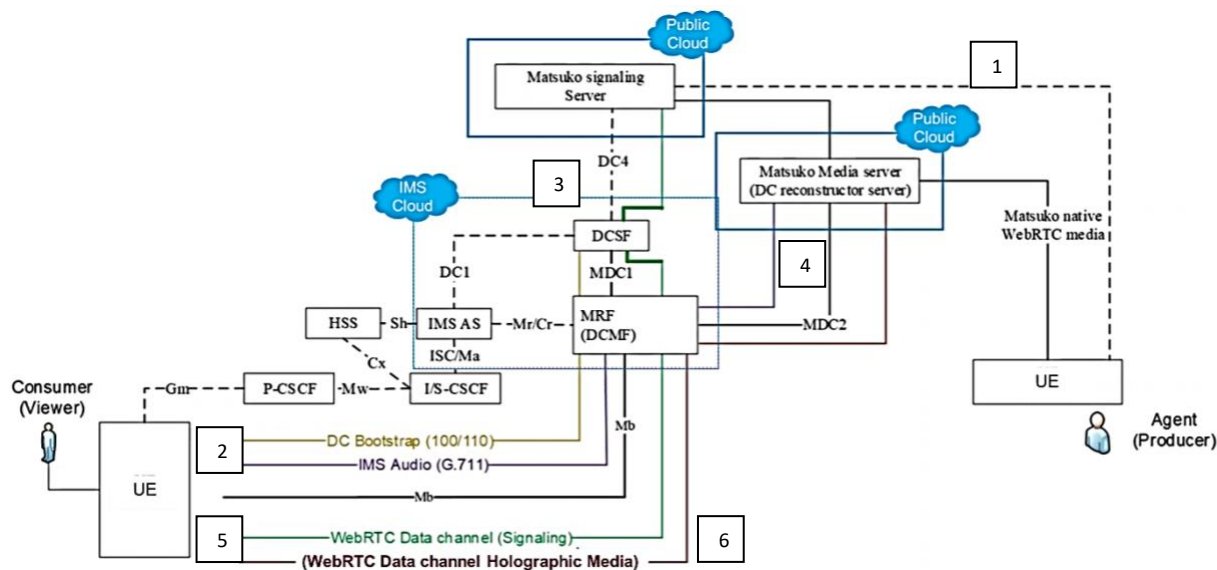 Public
Cloud
1
Matsuko signaling
Server
Public
Cloud
DC4
3
Matsuko Media server
(DC reconstructor server)
IMS
Cloud
Matsuko native
WebRTC media
DCSF
4
DC1
MDC1
HSS
Sh
IMS AS
Mr/Cr
MRF
(DCMF)
MDC2
ISC/Ma
Cx
UE
Consumer
(Viewer)
Gm
P-CSCF
Mw
I/S-CSCF
Mb
Agent
(Producer)
2
DC Bootstrap (100/110)
IMS Audio (G.711)
UE
Mb
5
WebRTC Data channel (Signaling)
6
(WebRTC Data channel Holographic Media)